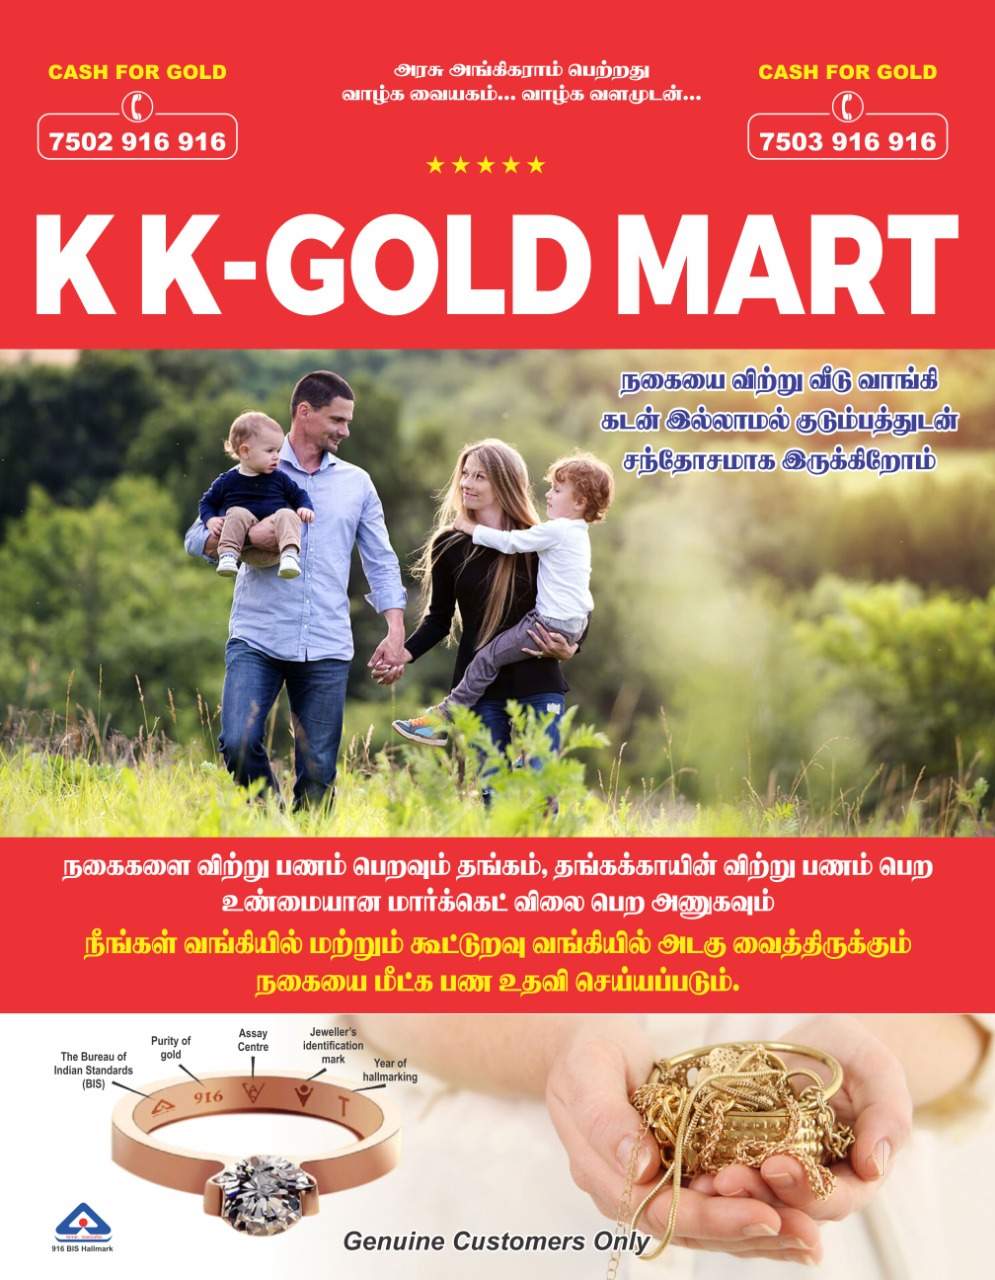 CASH FOR GOLD
7502 916 916
அரசு அங்கிகராம் பெற்றது
வாழ்க வையகம்... வாழ்க வளமுடன்...
CASH FOR GOLD
7503 916 916
K K-GOLD MART
நகையை விற்று வீடு வாங்கி
கடன் இல்லாமல் குடும்பத்துடன்
சந்தோசமாக இருக்கிறோம்
நகைகளை விற்று பணம் பெறவும் தங்கம், தங்கக்காயின் விற்று பணம் பெற
உண்மையான மார்க்கெட் விலை பெற அணுகவும்
நீங்கள் வங்கியில் மற்றும் கூட்டுறவு வங்கியில் அடகு வைத்திருக்கும்
நகையை மீட்க பண உதவி செய்யப்படும்.
The Bureau of
Indian Standards
(BIS)
Purity of
gold
Assay
Centre
Jeweller's
identification
mark
Year of
hallmarking
916
T
916 BIS Hallmark
Genuine Customers Only